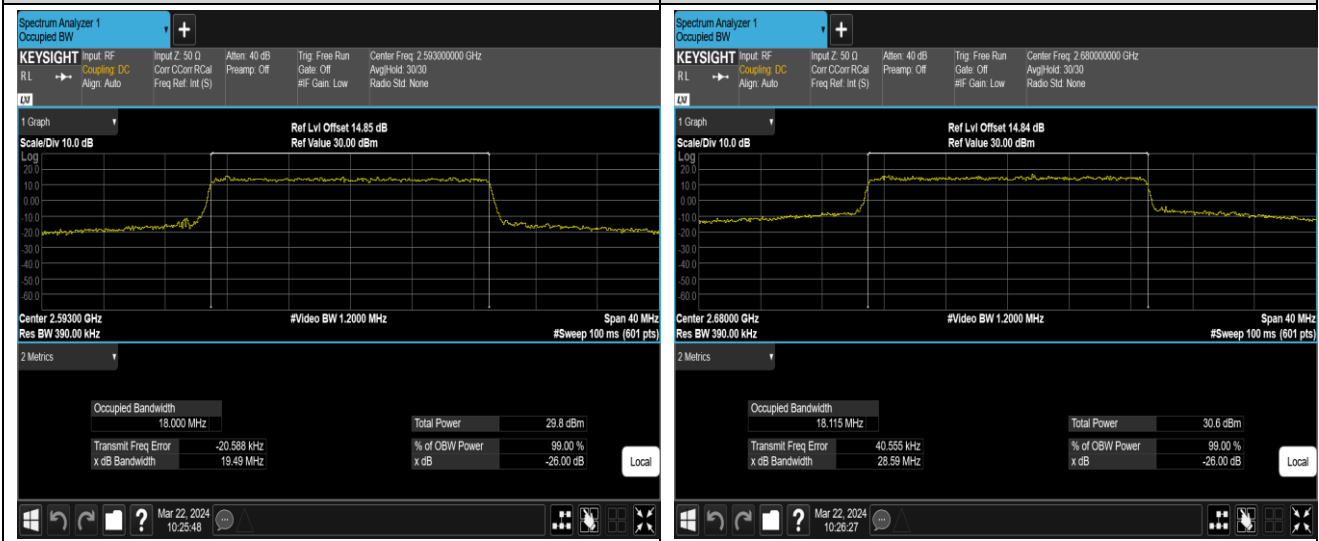 Spectrum Analyzer 1
Occupied BW
+
KEYSIGHT Input: RF Input Z: 50 Ω Atten: 40 dB Trig: Free Run Center Freq: 2.593000000 GHz
RL Coupling: DC Corr CCorr RCal Preamp: Off Gate: Off Avg|Hold: 30/30
Align: Auto Freq Ref: Int (S) #IF Gain: Low Radio Std: None
LXI
1 Graph
Ref Lvl Offset 14.85 dB
Scale/Div 10.0 dB Ref Value 30.00 dBm
Log
20.0
10.0
0.00
-10.0
-20.0
-30.0
-40.0
-50.0
-60.0
Center 2.59300 GHz #Video BW 1.2000 MHz Span 40 MHz
Res BW 390.00 kHz #Sweep 100 ms (601 pts)
2 Metrics
Occupied Bandwidth
18.000 MHz Total Power 29.8 dBm
Transmit Freq Error -20.588 kHz % of OBW Power 99.00 %
x dB Bandwidth 19.49 MHz x dB -26.00 dB
Local
? Mar 22, 2024
10:25:48
Spectrum Analyzer 1
Occupied BW
+
KEYSIGHT Input: RF Input Z: 50 Ω Atten: 40 dB Trig: Free Run Center Freq: 2.680000000 GHz
RL Coupling: DC Corr CCorr RCal Preamp: Off Gate: Off Avg|Hold: 30/30
Align: Auto Freq Ref: Int (S) #IF Gain: Low Radio Std: None
LXI
1 Graph
Ref Lvl Offset 14.84 dB
Scale/Div 10.0 dB Ref Value 30.00 dBm
Log
20.0
10.0
0.00
-10.0
-20.0
-30.0
-40.0
-50.0
-60.0
Center 2.68000 GHz #Video BW 1.2000 MHz Span 40 MHz
Res BW 390.00 kHz #Sweep 100 ms (601 pts)
2 Metrics
Occupied Bandwidth
18.115 MHz Total Power 30.6 dBm
Transmit Freq Error 40.555 kHz % of OBW Power 99.00 %
x dB Bandwidth 28.59 MHz x dB -26.00 dB
Local
? Mar 22, 2024
10:26:27